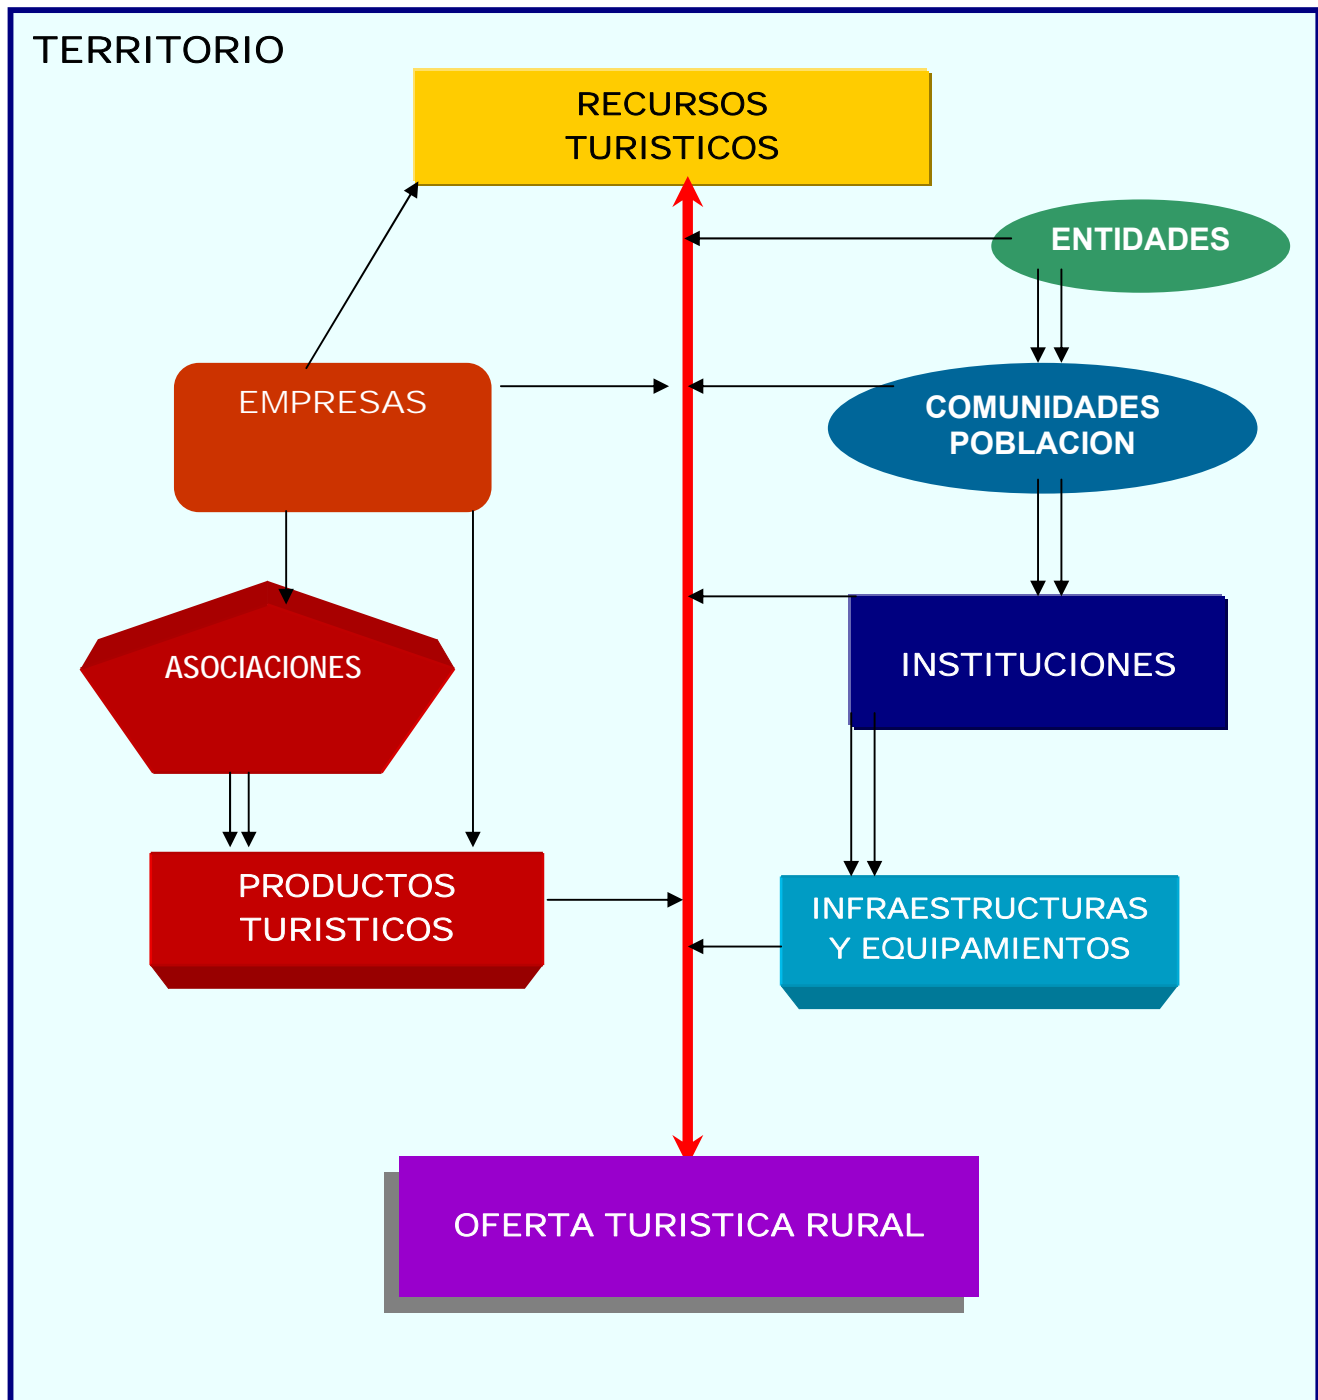 TERRITORIO
RECURSOS
TURISTICOS
ENTIDADES
EMPRESAS
COMUNIDADES
POBLACION
ASOCIACIONES
INSTITUCIONES
PRODUCTOS
TURISTICOS
INFRAESTRUCTURAS
Y EQUIPAMIENTOS
OFERTA TURISTICA RURAL